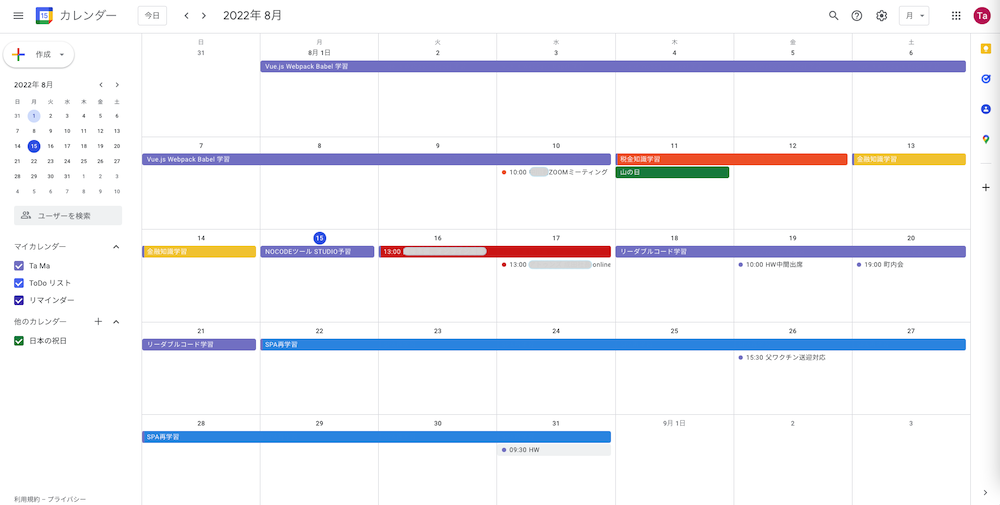 カレンダー 今日 2022年 8月 月 Ta
作成
2022年 8月
日 月 火 水 木 金 土
31 1 2 3 4 5 6
7 8 9 10 11 12 13
14 15 16 17 18 19 20
21 22 23 24 25 26 27
28 29 30 31 1 2 3
4 5 6 7 8 9 10
ユーザーを検索
マイカレンダー
Ta Ma
ToDo リスト
リマインダー
他のカレンダー
日本の祝日
利用規約 – プライバシー
日 月 火 水 木 金 土
31 8月 1日 2 3 4 5 6
Vue.js Webpack Babel 学習
7 8 9 10 11 12 13
Vue.js Webpack Babel 学習 税金知識学習 金融知識学習
10:00 ZOOMミーティング 山の日
14 15 16 17 18 19 20
金融知識学習 NOCODEツール STUDIO予習 13:00 リーダブルコード学習
13:00 online 10:00 HW中間出席 19:00 町内会
21 22 23 24 25 26 27
リーダブルコード学習 SPA再学習
15:30 父ワクチン送迎対応
28 29 30 31 9月 1日 2 3
SPA再学習
09:30 HW